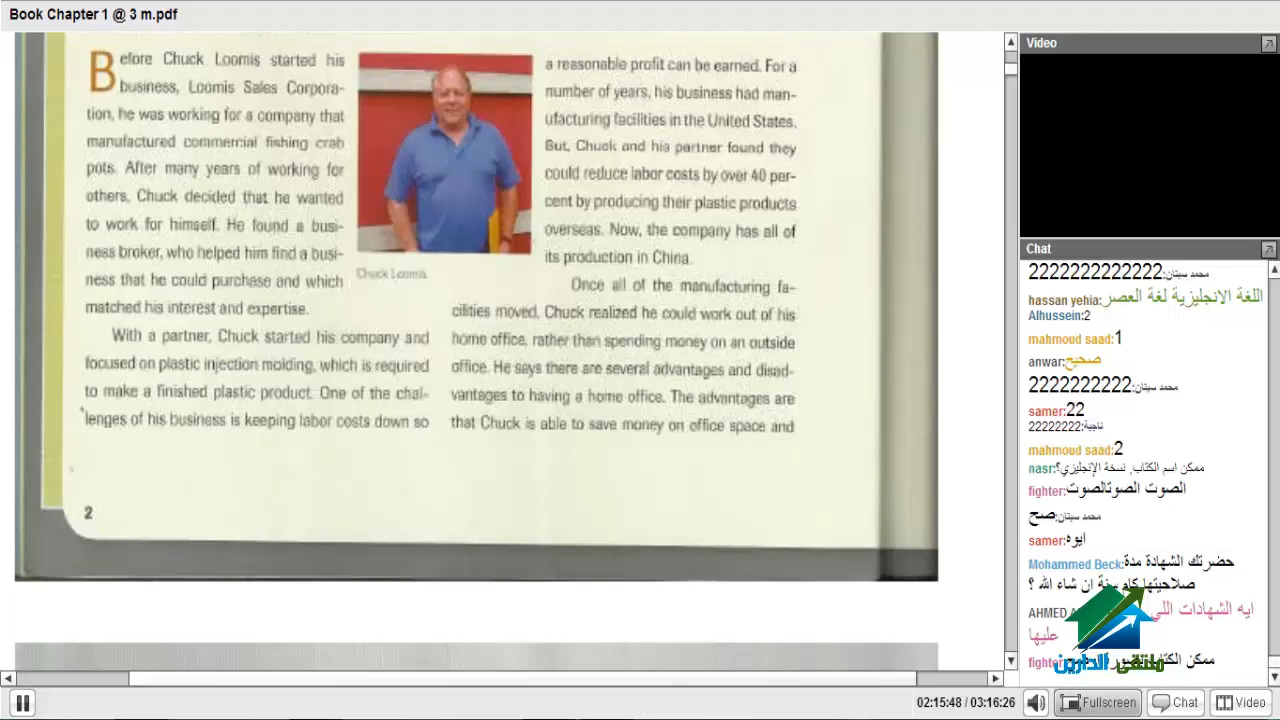 Book Chapter 1 @ 3 m.pdf
Before Chuck Loomis started his
business, Loomis Sales Corpora-
tion, he was working for a company that
manufactured commercial fishing crab
pots. After many years of working for
others, Chuck decided that he wanted
to work for himself. He found a busi-
ness broker, who helped him find a busi-
ness that he could purchase and which
matched his interest and expertise.
With a partner, Chuck started his company and
focused on plastic injection molding, which is required
to make a finished plastic product. One of the chal-
lenges of his business is keeping labor costs down so
Chuck Loomis
a reasonable profit can be earned. For a
number of years, his business had man-
ufacturing facilities in the United States.
But, Chuck and his partner found they
could reduce labor costs by over 40 per-
cent by producing their plastic products
overseas. Now, the company has all of
its production in China.
Once all of the manufacturing fa-
cilities moved, Chuck realized he could work out of his
home office, rather than spending money on an outside
office. He says there are several advantages and disad-
vantages to having a home office. The advantages are
that Chuck is able to save money on office space and
2
Video
Chat
محمد سبتان:2222222222222
hassan yehia:اللغة الانجليزية لغة العصر
Alhussein:2
mahmoud saad:1
anwar:صحيح
محمد سبتان:2222222222
samer:22
ناجية:22222222
mahmoud saad:2
nasr:ممكن اسم الكتاب, نسخة الإنجليزي؟
fighter:الصوت الصوتالصوت
محمد سبتان:صح
samer:ايوه
Mohammed Beck:حضرتك الشهادة مدة
صلاحيتها كام سنة ان شاء الله ؟
AHMED ايه الشهادات اللي
عليها
fighter:ممكن
ملتقى الدارين
02:15:48 / 03:16:26
Fullscreen
Chat
Video